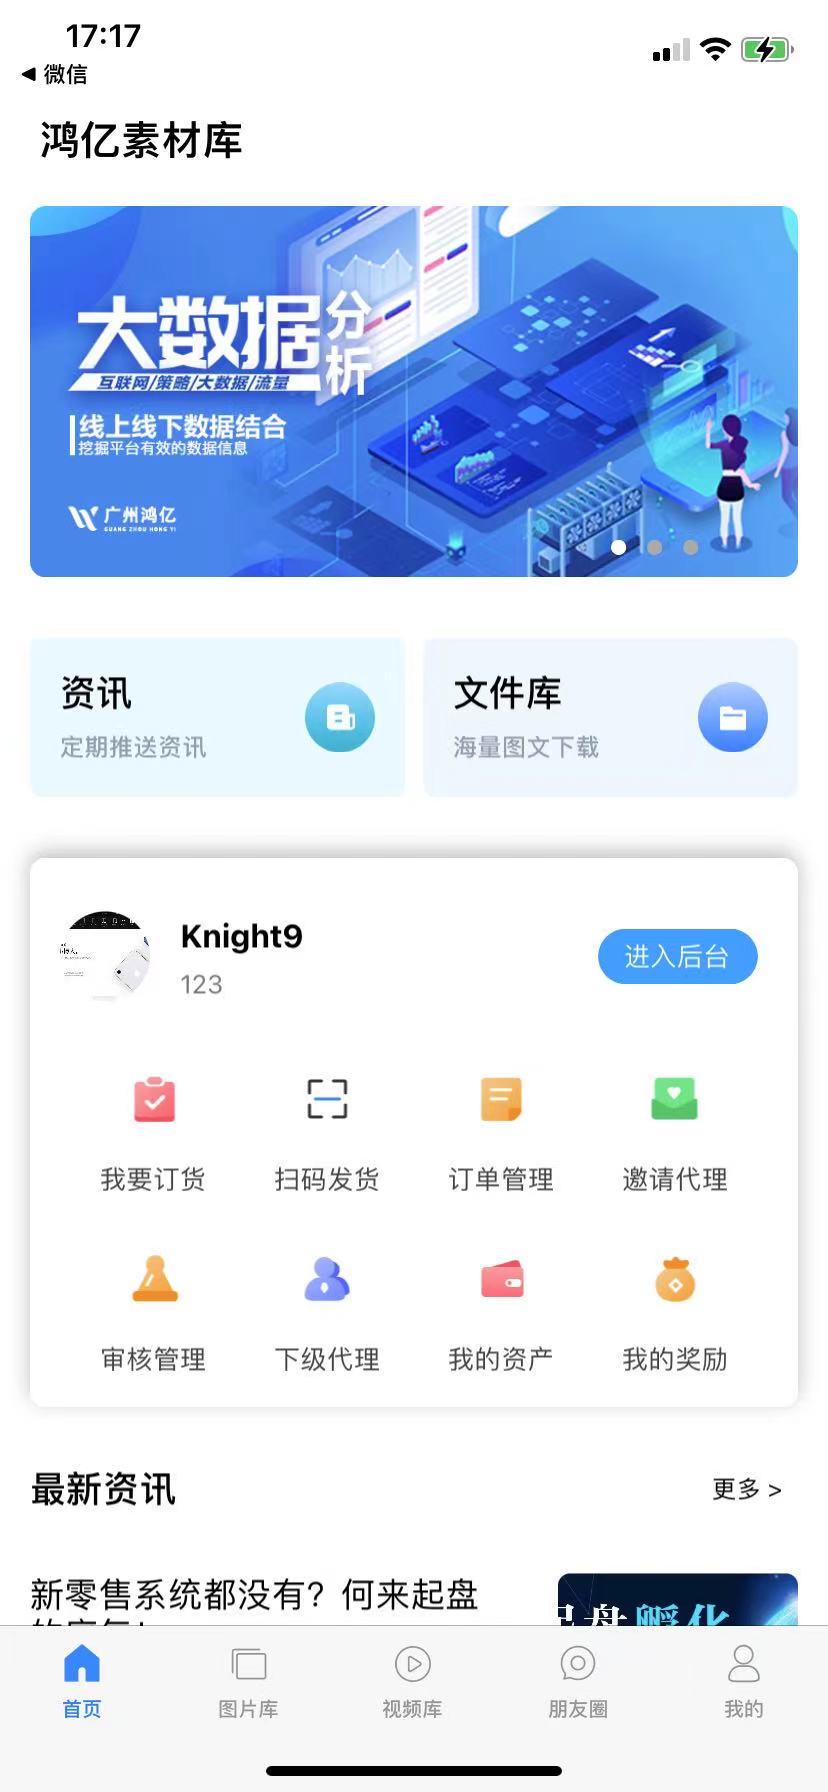 17:17
微信
鸿亿素材库
大数据分析
互联网/策略/大数据/流量
线上线下数据结合
挖掘平台有效的数据信息
广州鸿亿
GUANG ZHOU HONG YI
资讯
定期推送资讯
文件库
海量图文下载
Knight9
123
进入后台
我要订货
扫码发货
订单管理
邀请代理
审核管理
下级代理
我的资产
我的奖励
最新资讯
更多 >
新零售系统都没有？何来起盘
首页
图片库
视频库
朋友圈
我的